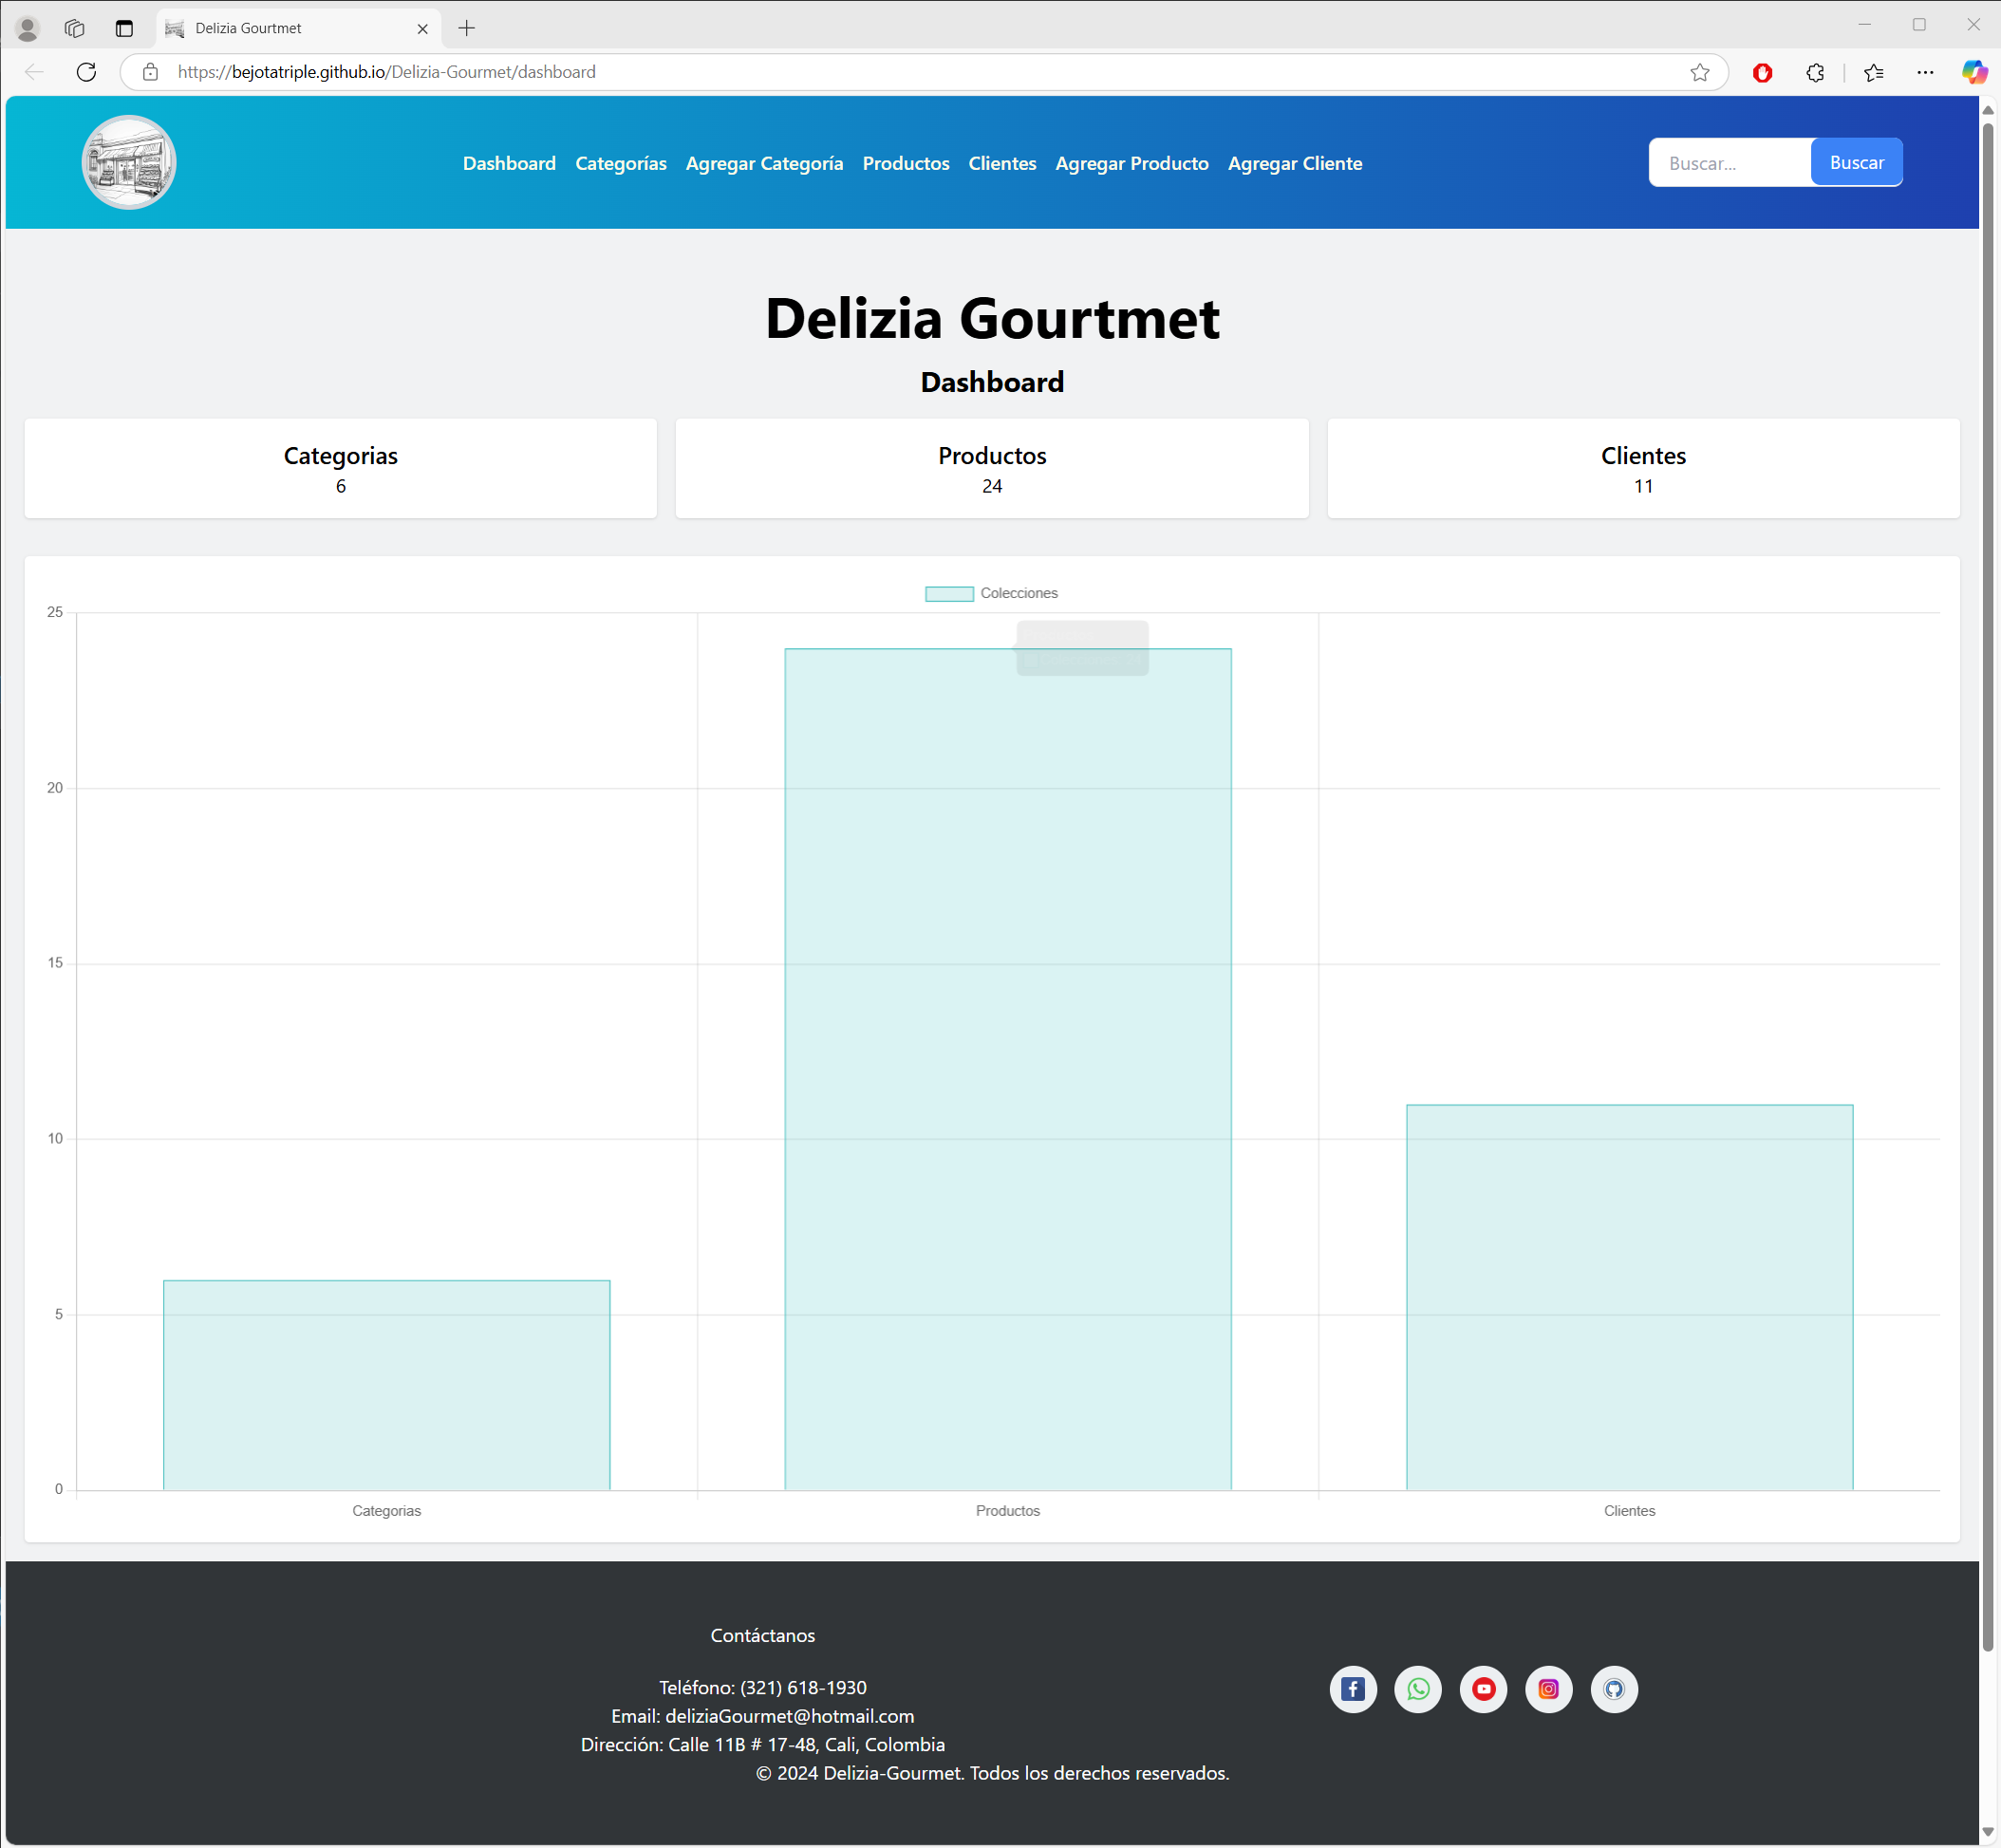 Delizia Gourtmet
https://bejotatriple.github.io/Delizia-Gourmet/dashboard
Dashboard Categorías Agregar Categoría Productos Clientes Agregar Producto Agregar Cliente
Buscar... Buscar
Delizia Gourtmet
Dashboard
Categorias
6
Productos
24
Clientes
11
Colecciones
25
20
15
10
5
0
Categorias Productos Clientes
Contáctanos
Teléfono: (321) 618-1930
Email: deliziaGourmet@hotmail.com
Dirección: Calle 11B # 17-48, Cali, Colombia
© 2024 Delizia-Gourmet. Todos los derechos reservados.